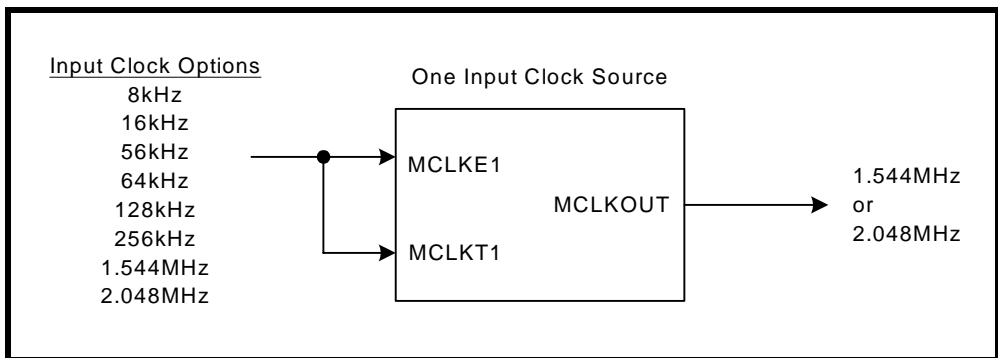 Input Clock Options
8kHz
16kHz
56kHz
64kHz
128kHz
256kHz
1.544MHz
2.048MHz
One Input Clock Source
MCLKE1
MCLKT1
MCLKOUT
1.544MHz
or
2.048MHz